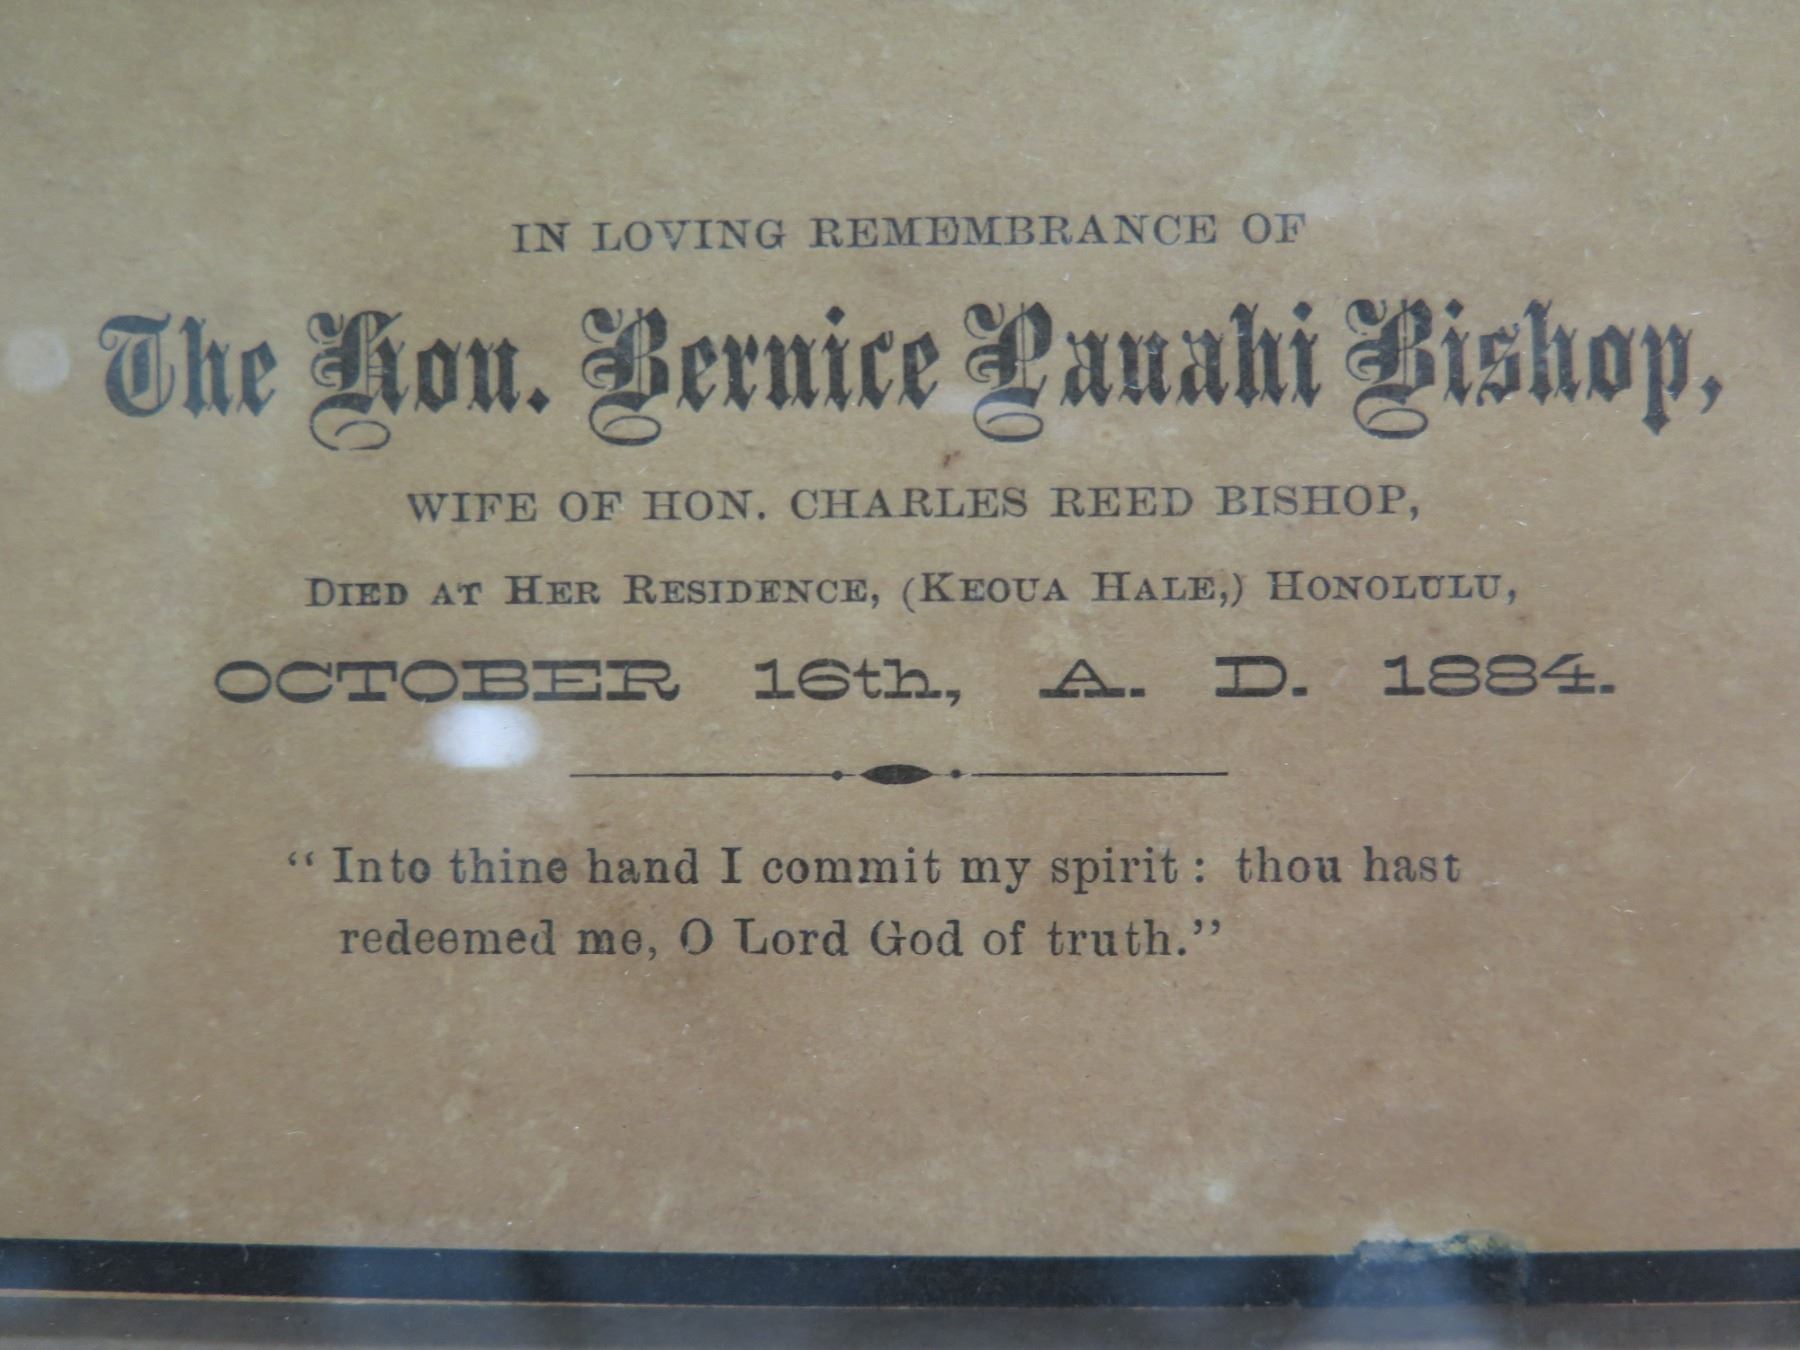 IN LOVING REMEMBRANCE OF
The Hon. Bernice Pauahi Bishop,
WIFE OF HON. CHARLES REED BISHOP,
DIED AT HER RESIDENCE, (KEOUA HALE,) HONOLULU,
OCTOBER 16th, A. D. 1884.
“Into thine hand I commit my spirit: thou hast
redeemed me, O Lord God of truth.”